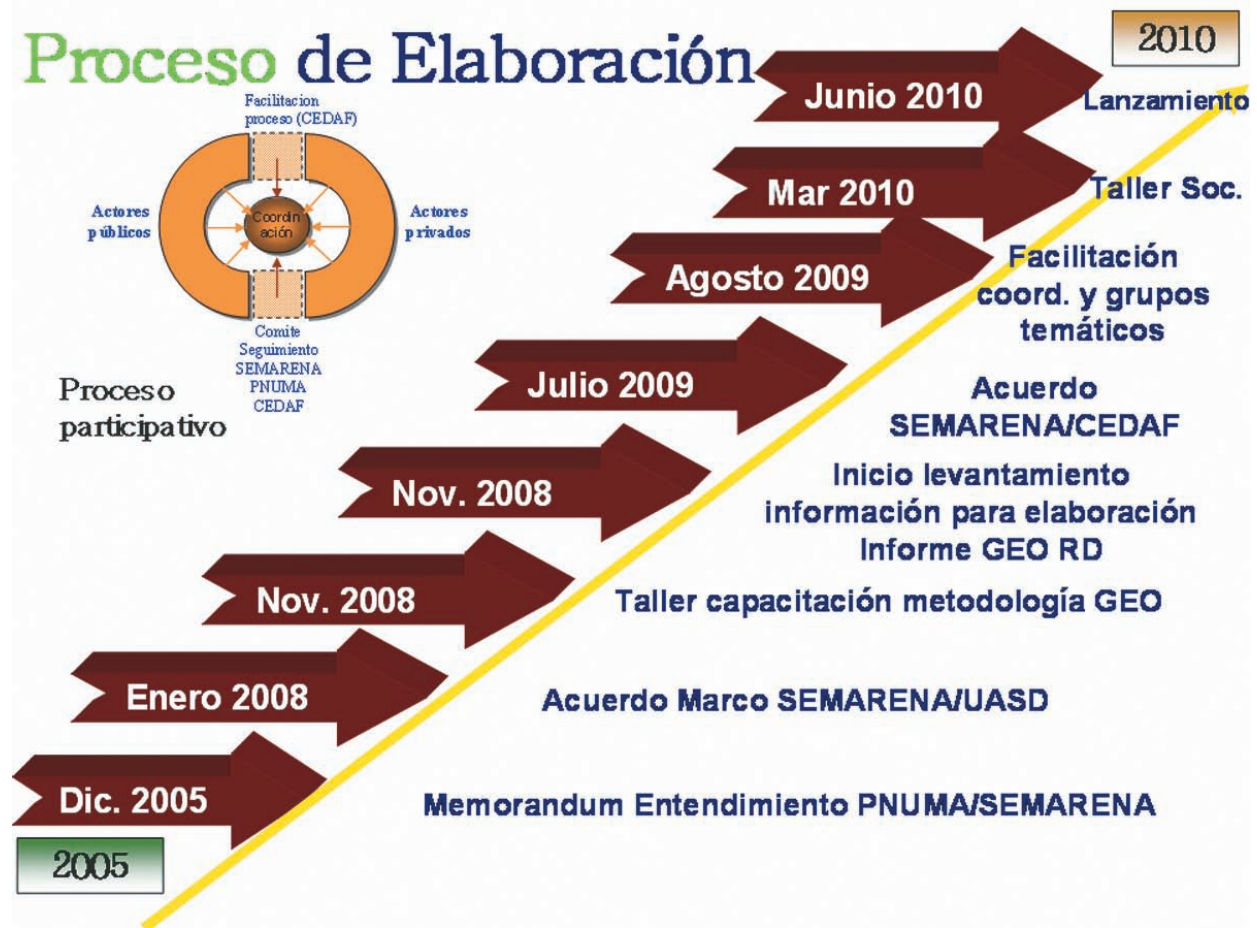 Proceso de Elaboración
2010
Facilitacion
proceso (CEDAF)
Actores
públicos
Coordin
ación
Actores
privados
Comite
Seguimiento
SEMARENA
PNUMA
CEDAF
Proceso
participativo
Junio 2010
Lanzamiento
Mar 2010
Taller Soc.
Agosto 2009
Facilitación
coord. y grupos
temáticos
Julio 2009
Acuerdo
SEMARENA/CEDAF
Nov. 2008
Inicio levantamiento
información para elaboración
Informe GEO RD
Nov. 2008
Taller capacitación metodología GEO
Enero 2008
Acuerdo Marco SEMARENA/UASD
Dic. 2005
Memorandum Entendimiento PNUMA/SEMARENA
2005